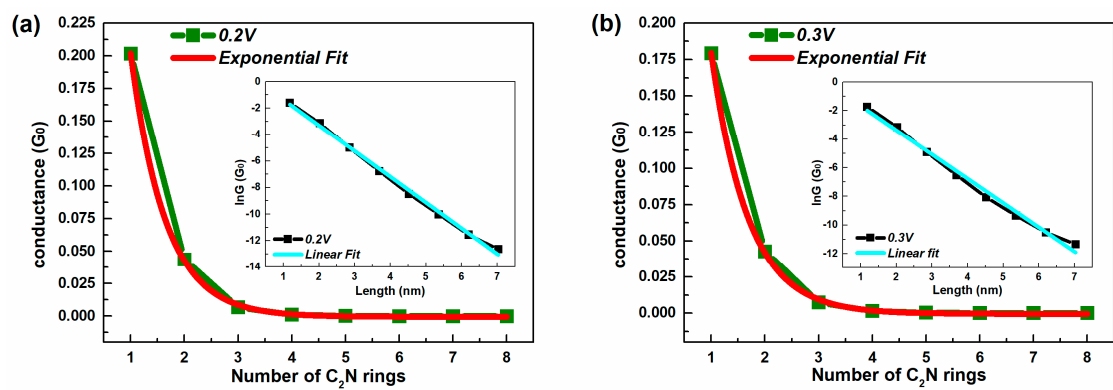 (a)
0.2V
Exponential Fit
conductance (G₀)
0.225
0.200
0.175
0.150
0.125
0.100
0.075
0.050
0.025
0.000
1 2 3 4 5 6 7 8
Number of C₂N rings
lnG (G₀)
0
-2
-4
-6
-8
-10
-12
-14
0.2V
Linear Fit
1 2 3 4 5 6 7
Length (nm)
(b)
0.3V
Exponential Fit
conductance (G₀)
0.200
0.175
0.150
0.125
0.100
0.075
0.050
0.025
0.000
1 2 3 4 5 6 7 8
Number of C₂N rings
lnG (G₀)
0
-2
-4
-6
-8
-10
-12
0.3V
Linear Fit
1 2 3 4 5 6 7
Length (nm)